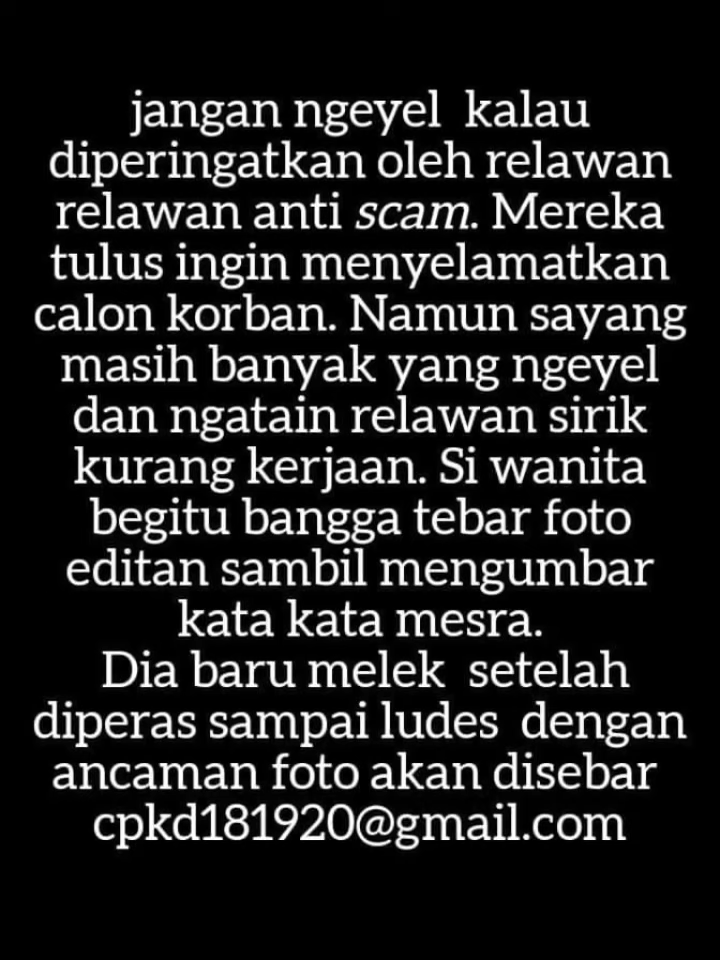 jangan ngeyel kalau
diperingatkan oleh relawan
relawan anti scam. Mereka
tulus ingin menyelamatkan
calon korban. Namun sayang
masih banyak yang ngeyel
dan ngatain relawan sirik
kurang kerjaan. Si wanita
begitu bangga tebar foto
editan sambil mengumbar
kata kata mesra.
Dia baru melek setelah
diperas sampai ludes dengan
ancaman foto akan disebar
cpkd181920@gmail.com